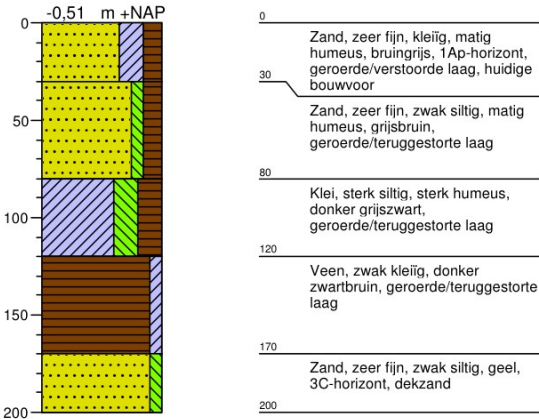 -0,51 m +NAP
0
50
100
150
200
0
Zand, zeer fijn, kleiïg, matig
humeus, bruingrijs, 1Ap-horizont,
geroerde/verstoorde laag, huidige
bouwvoor
30
Zand, zeer fijn, zwak siltig, matig
humeus, grijsbruin,
geroerde/teruggestorte laag
80
Klei, sterk siltig, sterk humeus,
donker grijszwart,
geroerde/teruggestorte laag
120
Veen, zwak kleiïg, donker
zwartbruin, geroerde/teruggestorte
laag
170
Zand, zeer fijn, zwak siltig, geel,
3C-horizont, dekzand
200